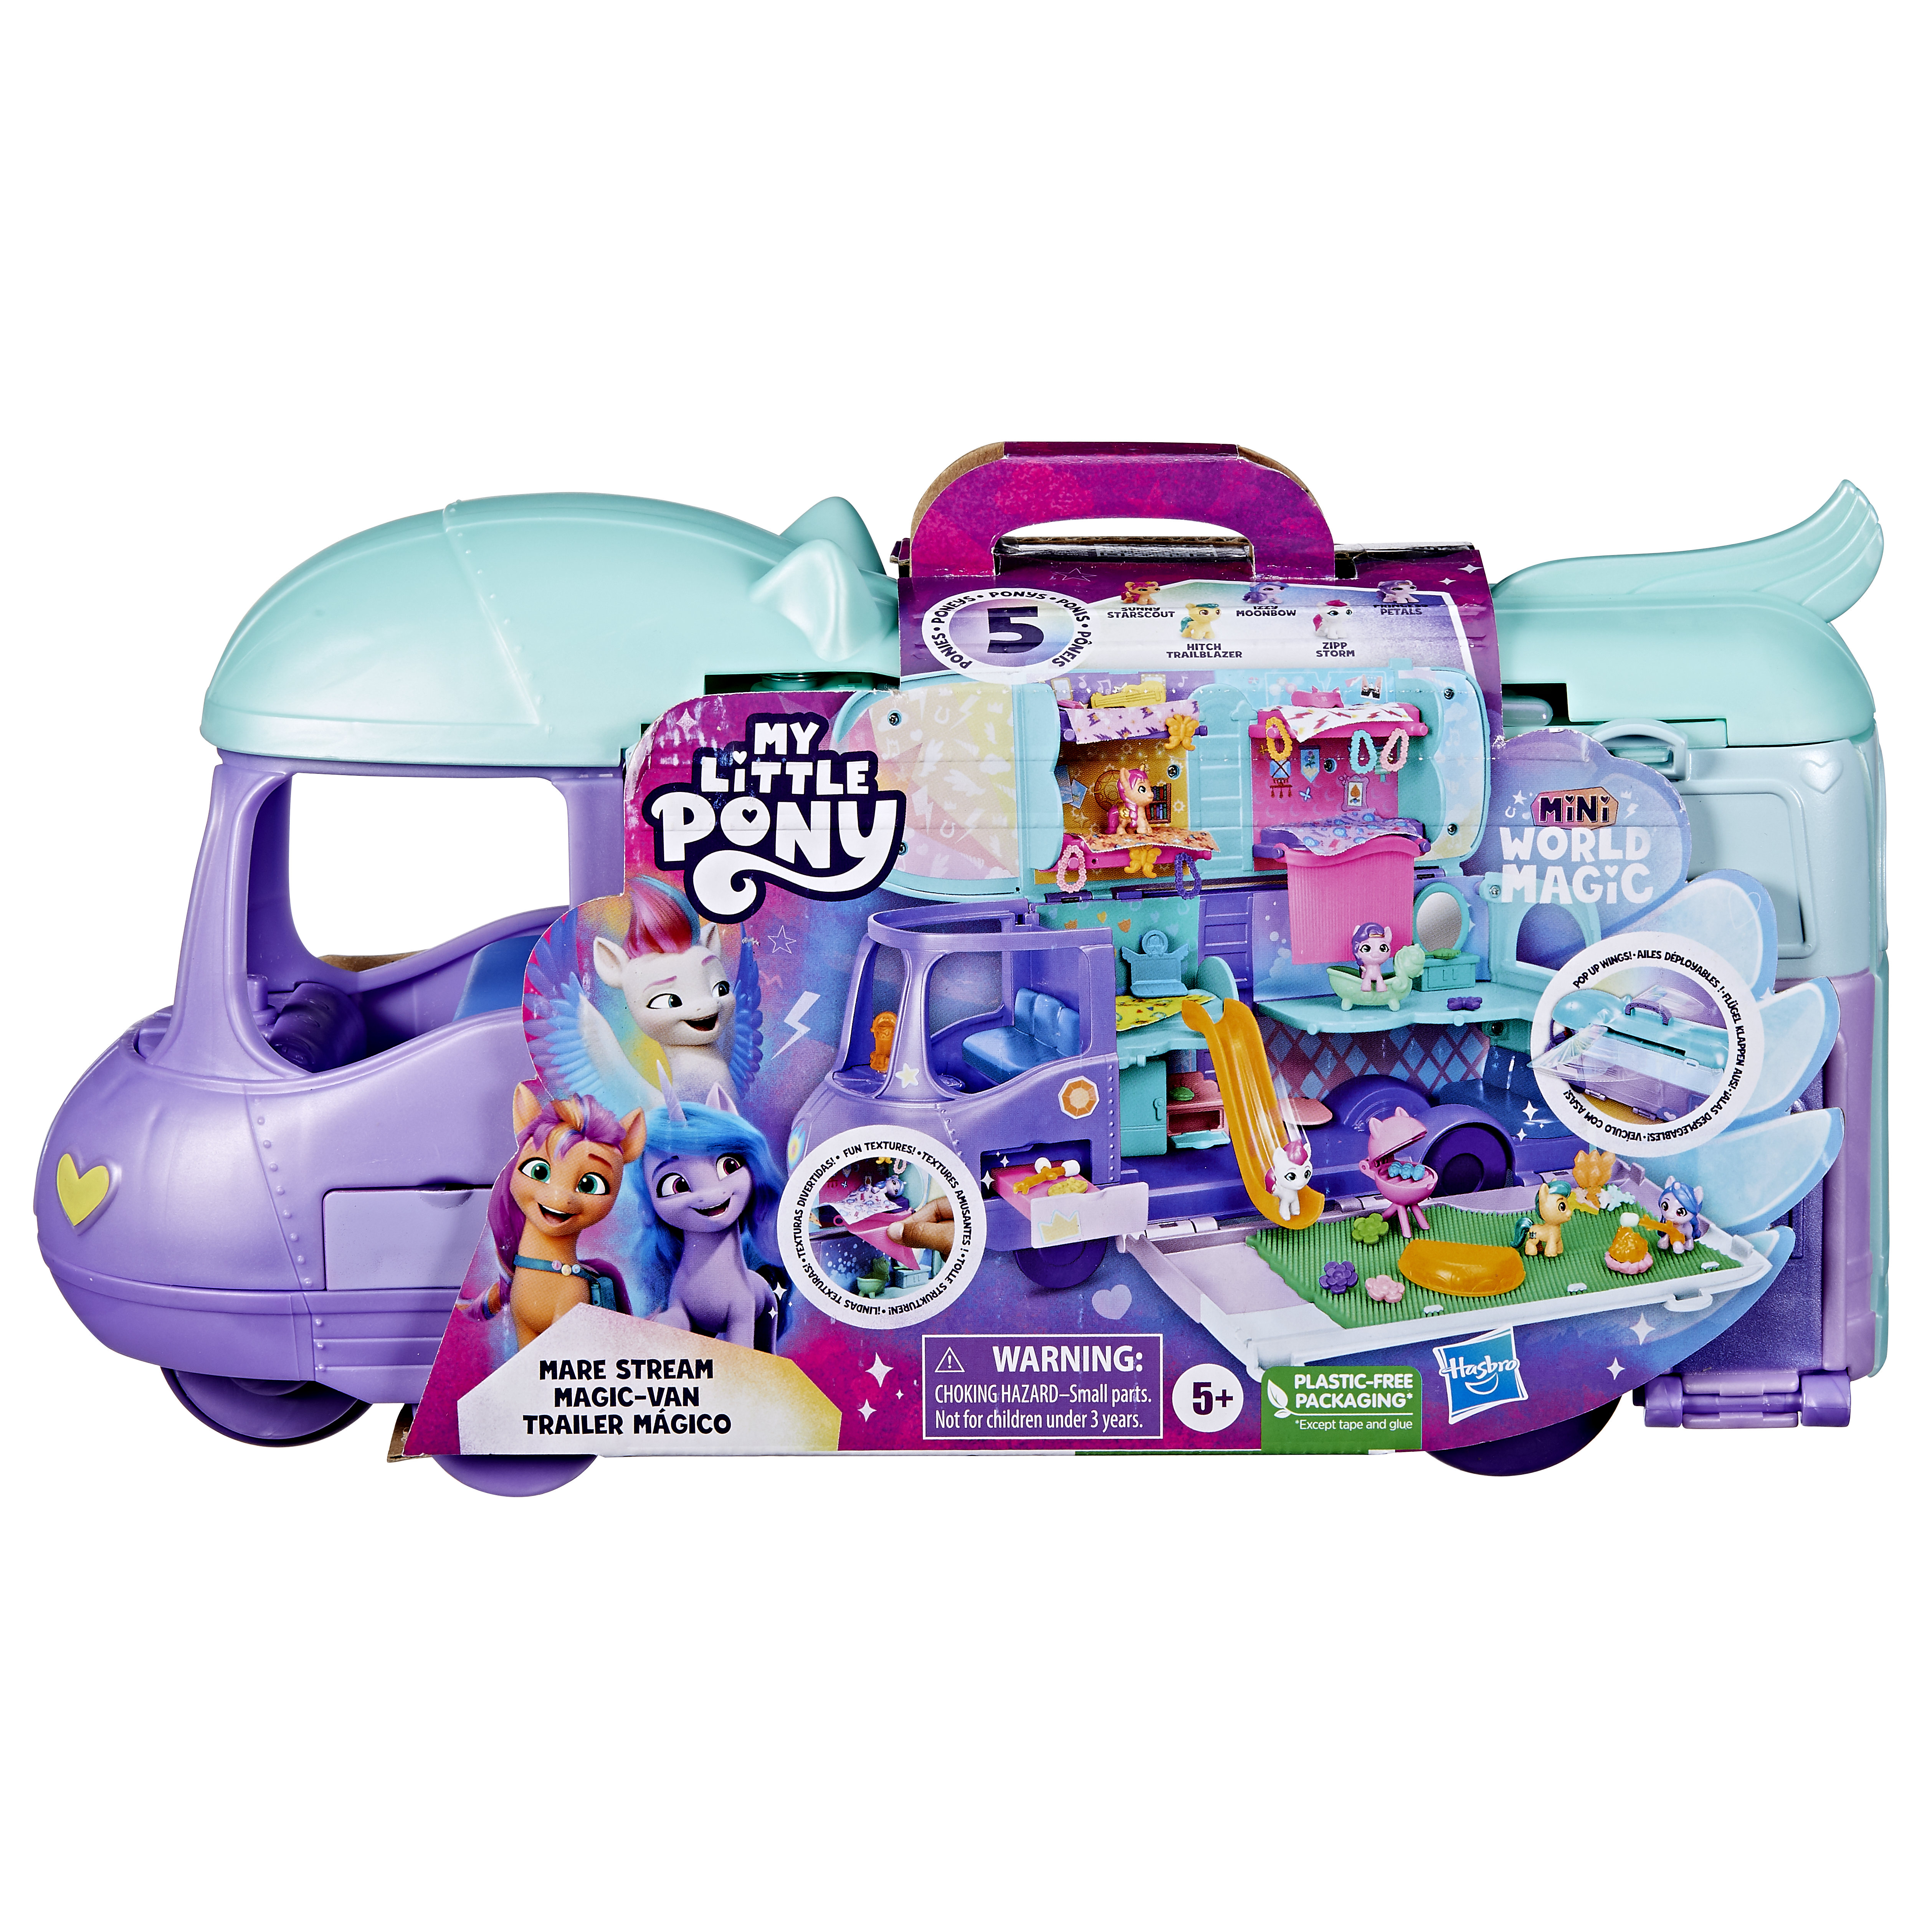 PONIES • PONEYS • PONYS • PONIS • PÔNEIS
5
SUNNY
STARSCOUT
HITCH
TRAILBLAZER
IZZY
MOONBOW
ZIPP
STORM
PETALS
MY
LiTTLE
PONY
MiNi
WORLD
MAGiC
POP UP WINGS! • AILES DÉPLOYABLES ! • FLÜGEL KLAPPEN AUS! • ¡ALAS DESPLEGABLES! • VEÍCULO COM ASAS!
FUN TEXTURES! • TEXTURES AMUSANTES ! • TOLLE STRUKTUREN! • ¡LINDAS TEXTURAS! • TEXTURAS DIVERTIDAS! •
MARE STREAM
MAGIC-VAN
TRAILER MÁGICO
WARNING:
CHOKING HAZARD–Small parts.
Not for children under 3 years.
5+
PLASTIC-FREE
PACKAGING*
*Except tape and glue
Hasbro